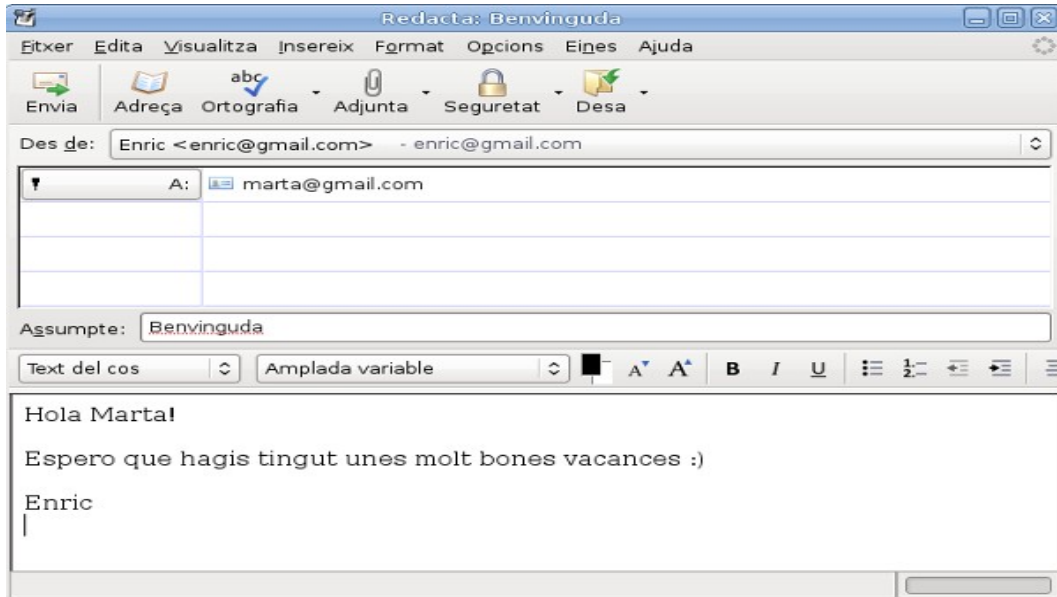 Redacta: Benvinguda
Fitxer Edita Visualitza Insereix Format Opcions Eines Ajuda
Envia Adreça Ortografia Adjunta Seguretat Desa
Des de: Enric <enric@gmail.com> - enric@gmail.com
A: marta@gmail.com
Assumpte: Benvinguda
Text del cos Amplada variable A A B I U
Hola Marta!
Espero que hagis tingut unes molt bones vacances :)
Enric